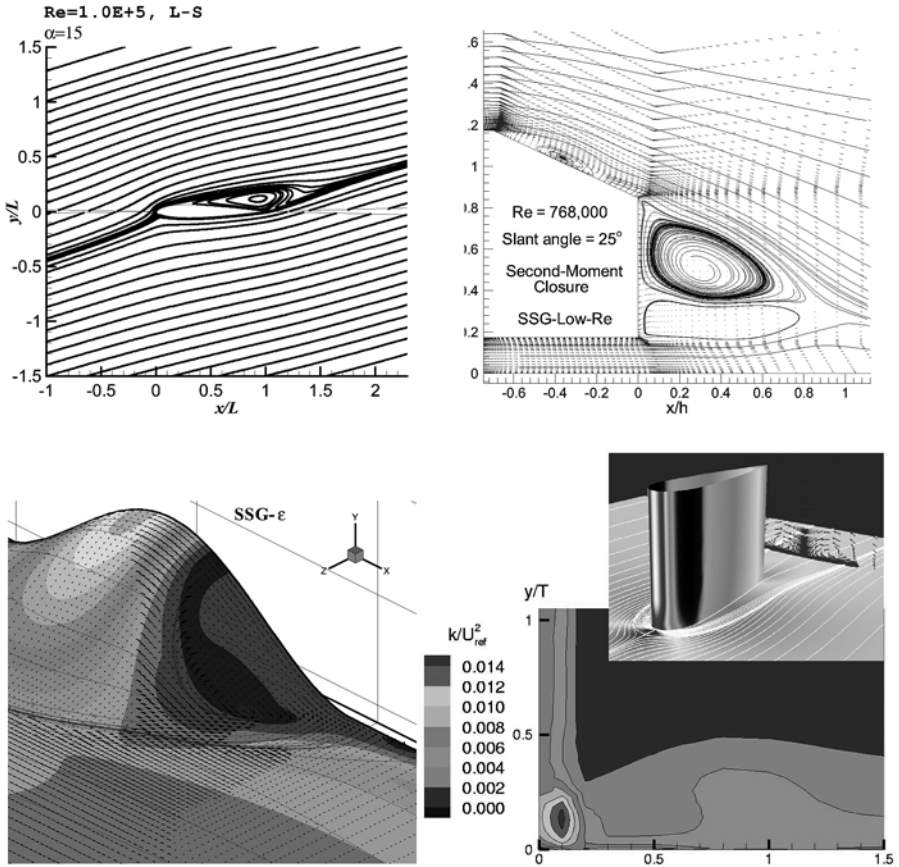 Re=1.0E+5, L-S
α=15
1.5
1
0.5
0
-0.5
-1
-1.5
y/L
-1
0
0.5
1
1.5
2
x/L
.6
.4
.2
1
0.8
1.6
1.4
1.2
0
Re = 768,000
Slant angle = 25°
Second-Moment
Closure
SSG-Low-Re
-0.6
-0.4
-0.2
0
0.2
0.4
0.6
0.8
1
x/h
SSG-ε
Y
Z
X
k/U²ref
0.014
0.012
0.010
0.008
0.006
0.004
0.002
0.000
y/T
1
0.5
0
0
0.5
1
1.5